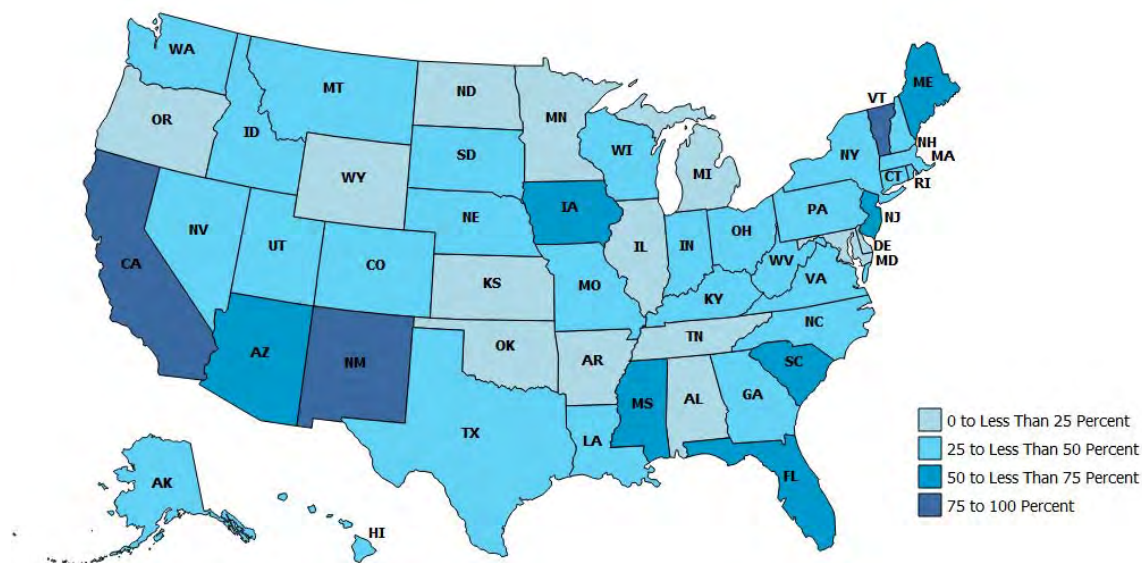 WA
MT
ND
MN
ME
VT
OR
ID
SD
WI
NH
MA
NY
WY
MI
CT
RI
IA
PA
NE
NJ
NV
UT
IL
IN
OH
DE
CA
CO
WV
MD
VA
KS
MO
KY
NC
TN
AZ
OK
AR
SC
NM
MS
AL
GA
TX
LA
0 to Less Than 25 Percent
25 to Less Than 50 Percent
FL
50 to Less Than 75 Percent
AK
75 to 100 Percent
HI